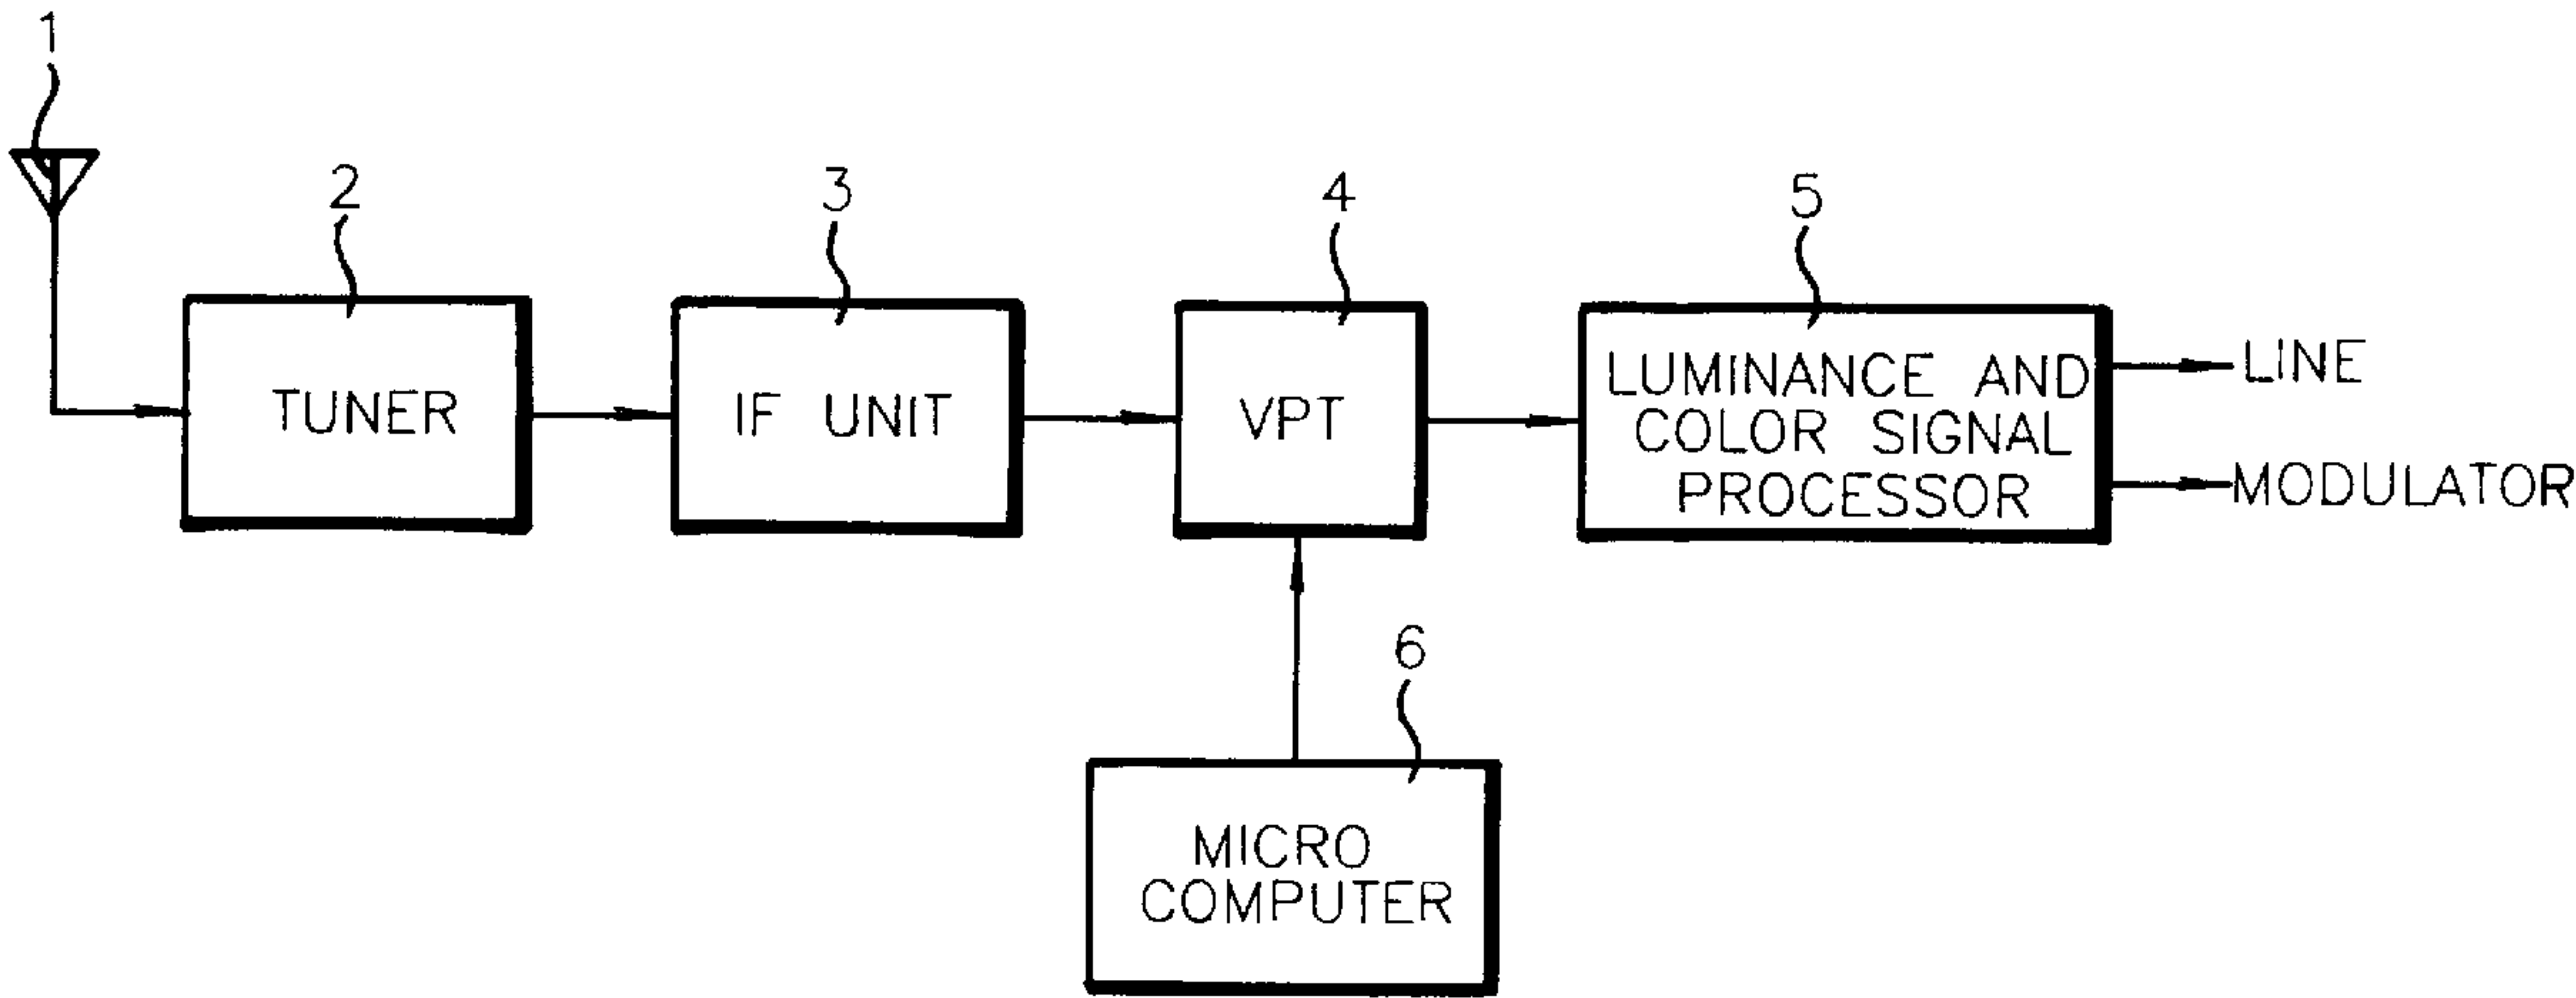 1
2
3
4
5
TUNER
IF UNIT
VPT
LUMINANCE AND
COLOR SIGNAL
PROCESSOR
LINE
MODULATOR
6
MICRO
COMPUTER